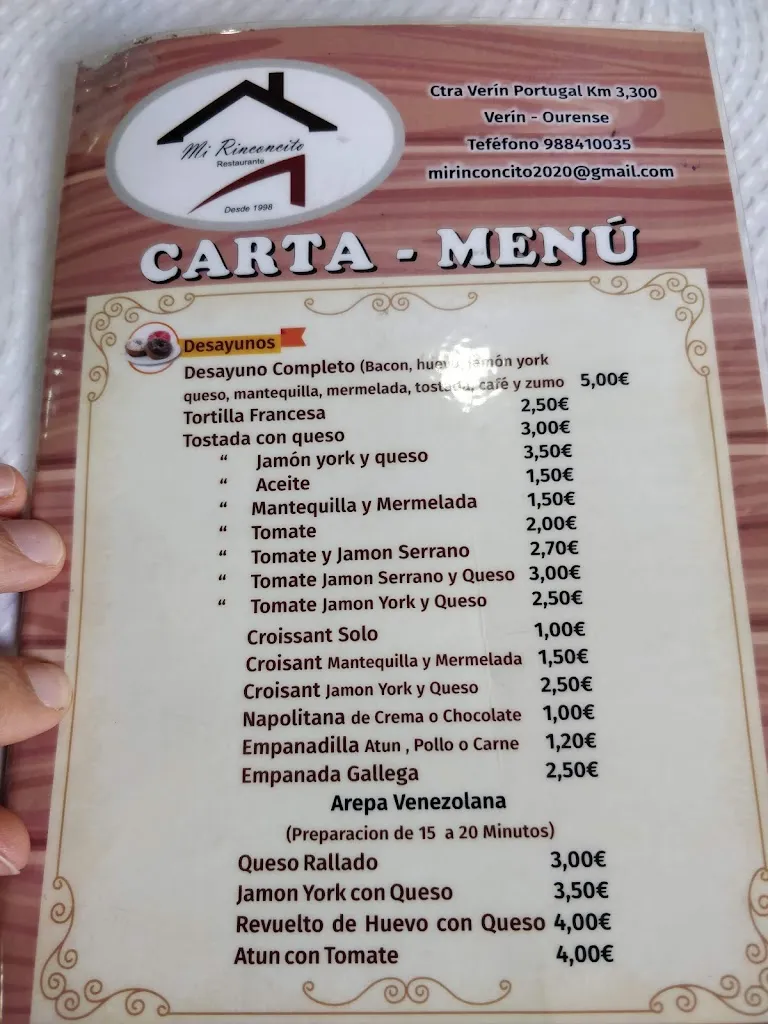 Mi Rinconcito
Restaurante
Desde 1998
Ctra Verín Portugal Km 3,300
Verín - Ourense
Teéfono 988410035
mirinconcito2020@gmail.com
CARTA - MENÚ
Desayunos
Desayuno Completo (Bacon, huevo, jamón york
queso, mantequilla, mermelada, tostada, café y zumo 5,00€
Tortilla Francesa 2,50€
Tostada con queso 3,00€
“ Jamón york y queso 3,50€
“ Aceite 1,50€
“ Mantequilla y Mermelada 1,50€
“ Tomate 2,00€
“ Tomate y Jamon Serrano 2,70€
“ Tomate Jamon Serrano y Queso 3,00€
“ Tomate Jamon York y Queso 2,50€
Croissant Solo 1,00€
Croisant Mantequilla y Mermelada 1,50€
Croisant Jamon York y Queso 2,50€
Napolitana de Crema o Chocolate 1,00€
Empanadilla Atun , Pollo o Carne 1,20€
Empanada Gallega 2,50€
Arepa Venezolana
(Preparacion de 15 a 20 Minutos)
Queso Rallado 3,00€
Jamon York con Queso 3,50€
Revuelto de Huevo con Queso 4,00€
Atun con Tomate 4,00€